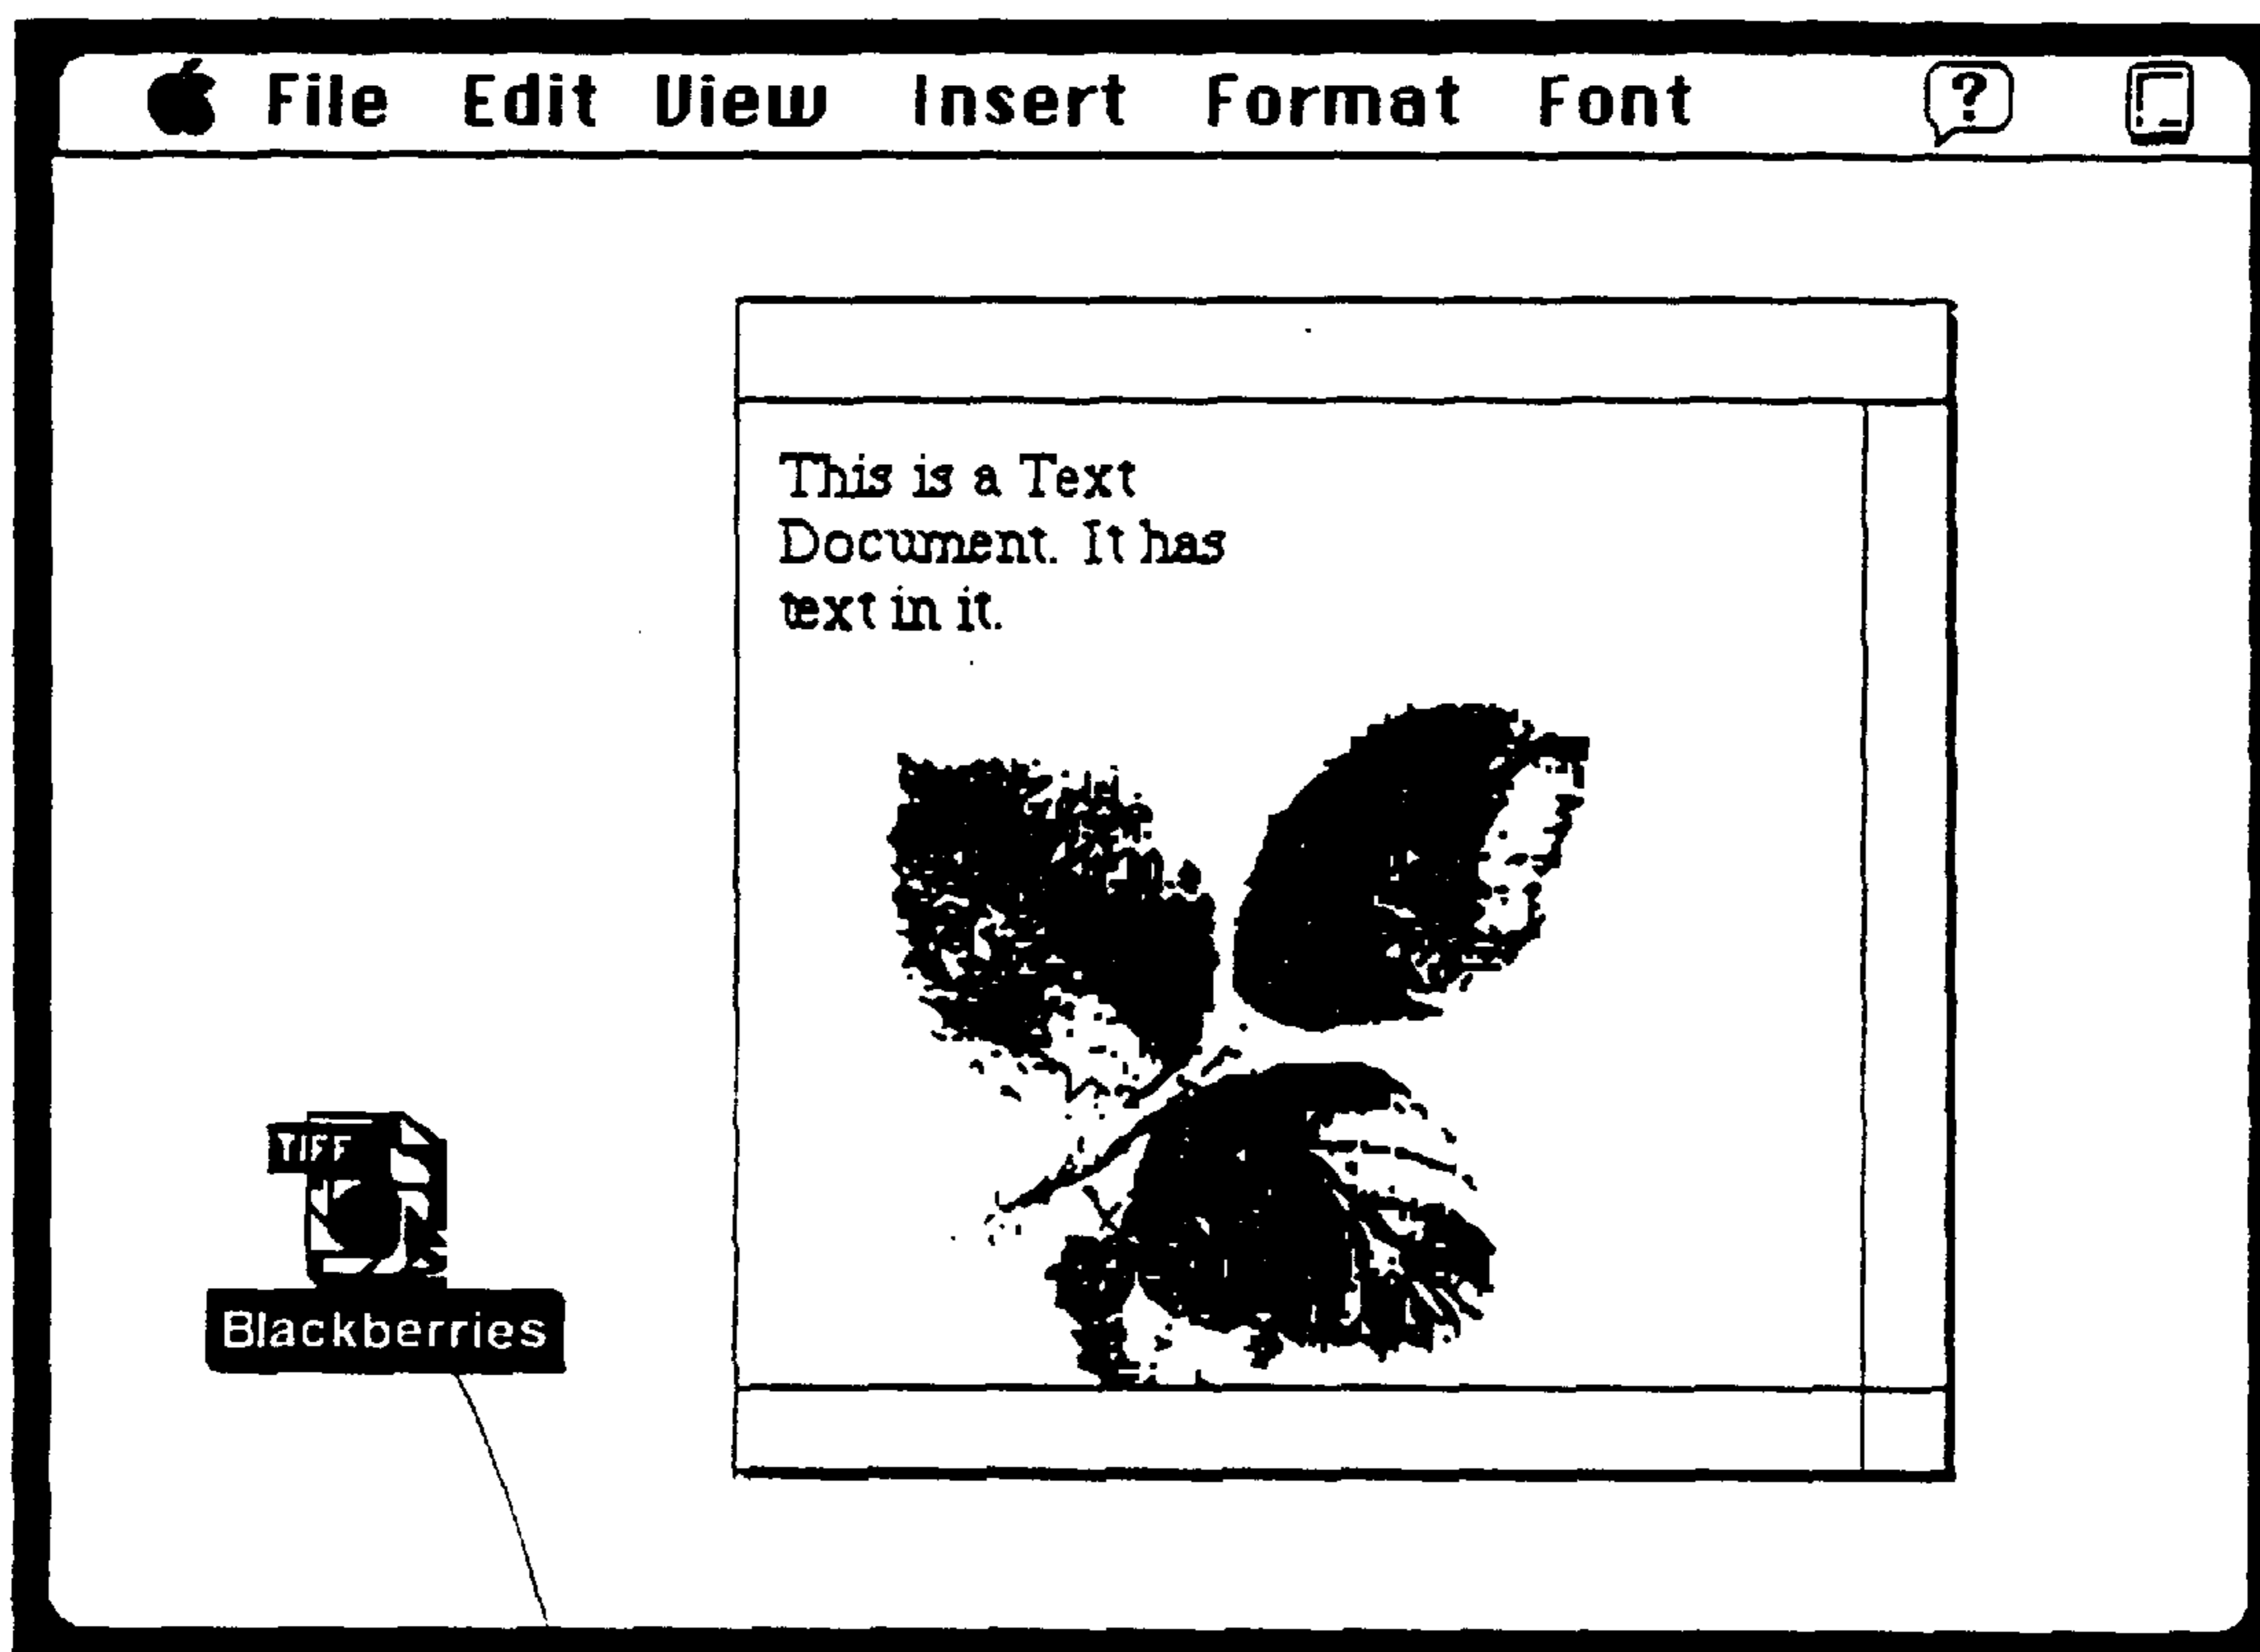 File Edit View Insert Format Font ?
This is a Text
Document. It has
text in it.
TIFF
Blackberries